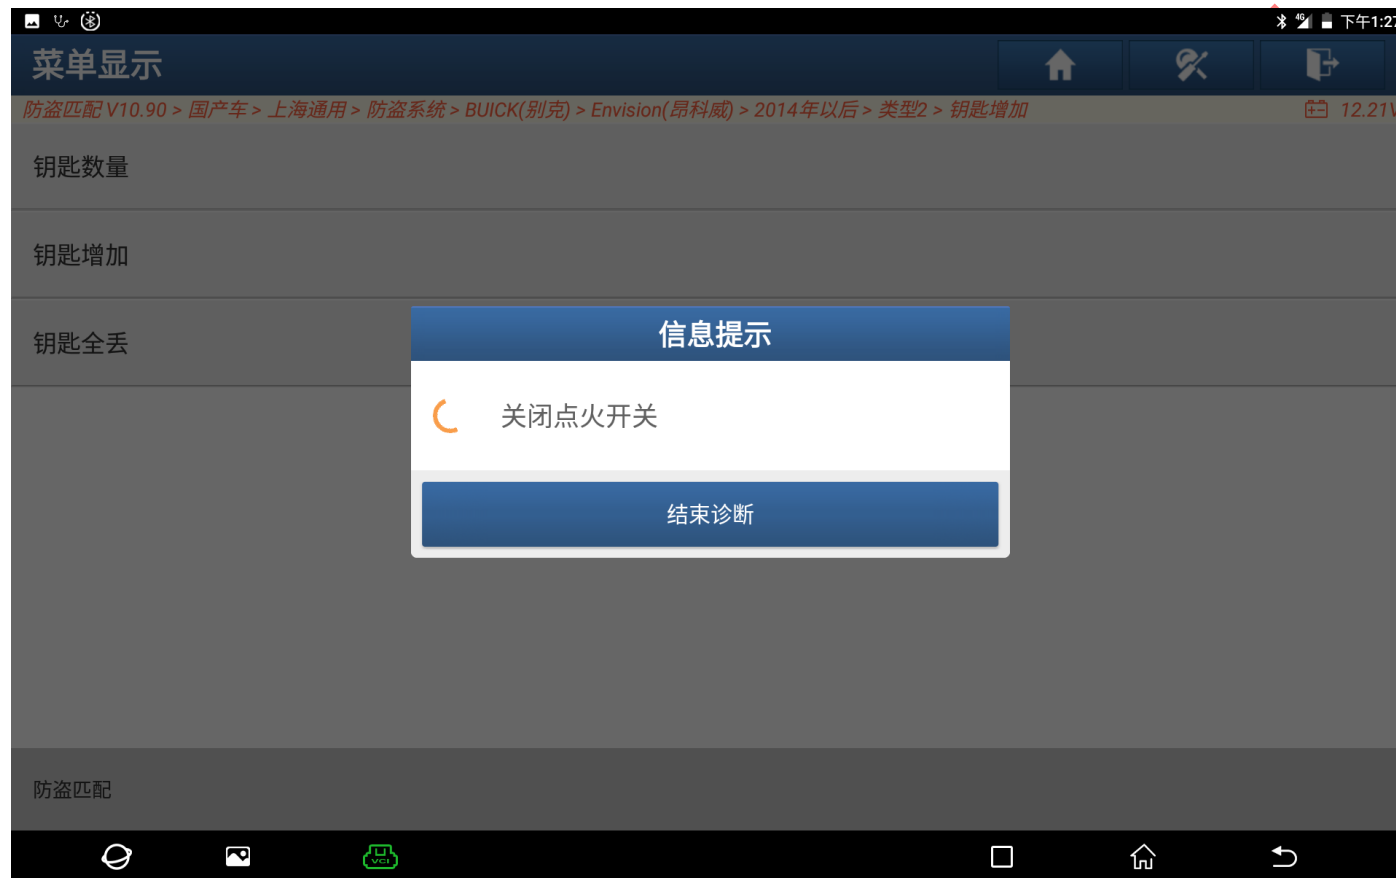 4G 下午1:27
菜单显示
防盗匹配 V10.90 > 国产车 > 上海通用 > 防盗系统 > BUICK(别克) > Envision(昂科威) > 2014年以后 > 类型2 > 钥匙增加 12.21V
钥匙数量
钥匙增加
钥匙全丢
信息提示
关闭点火开关
结束诊断
防盗匹配
VCI